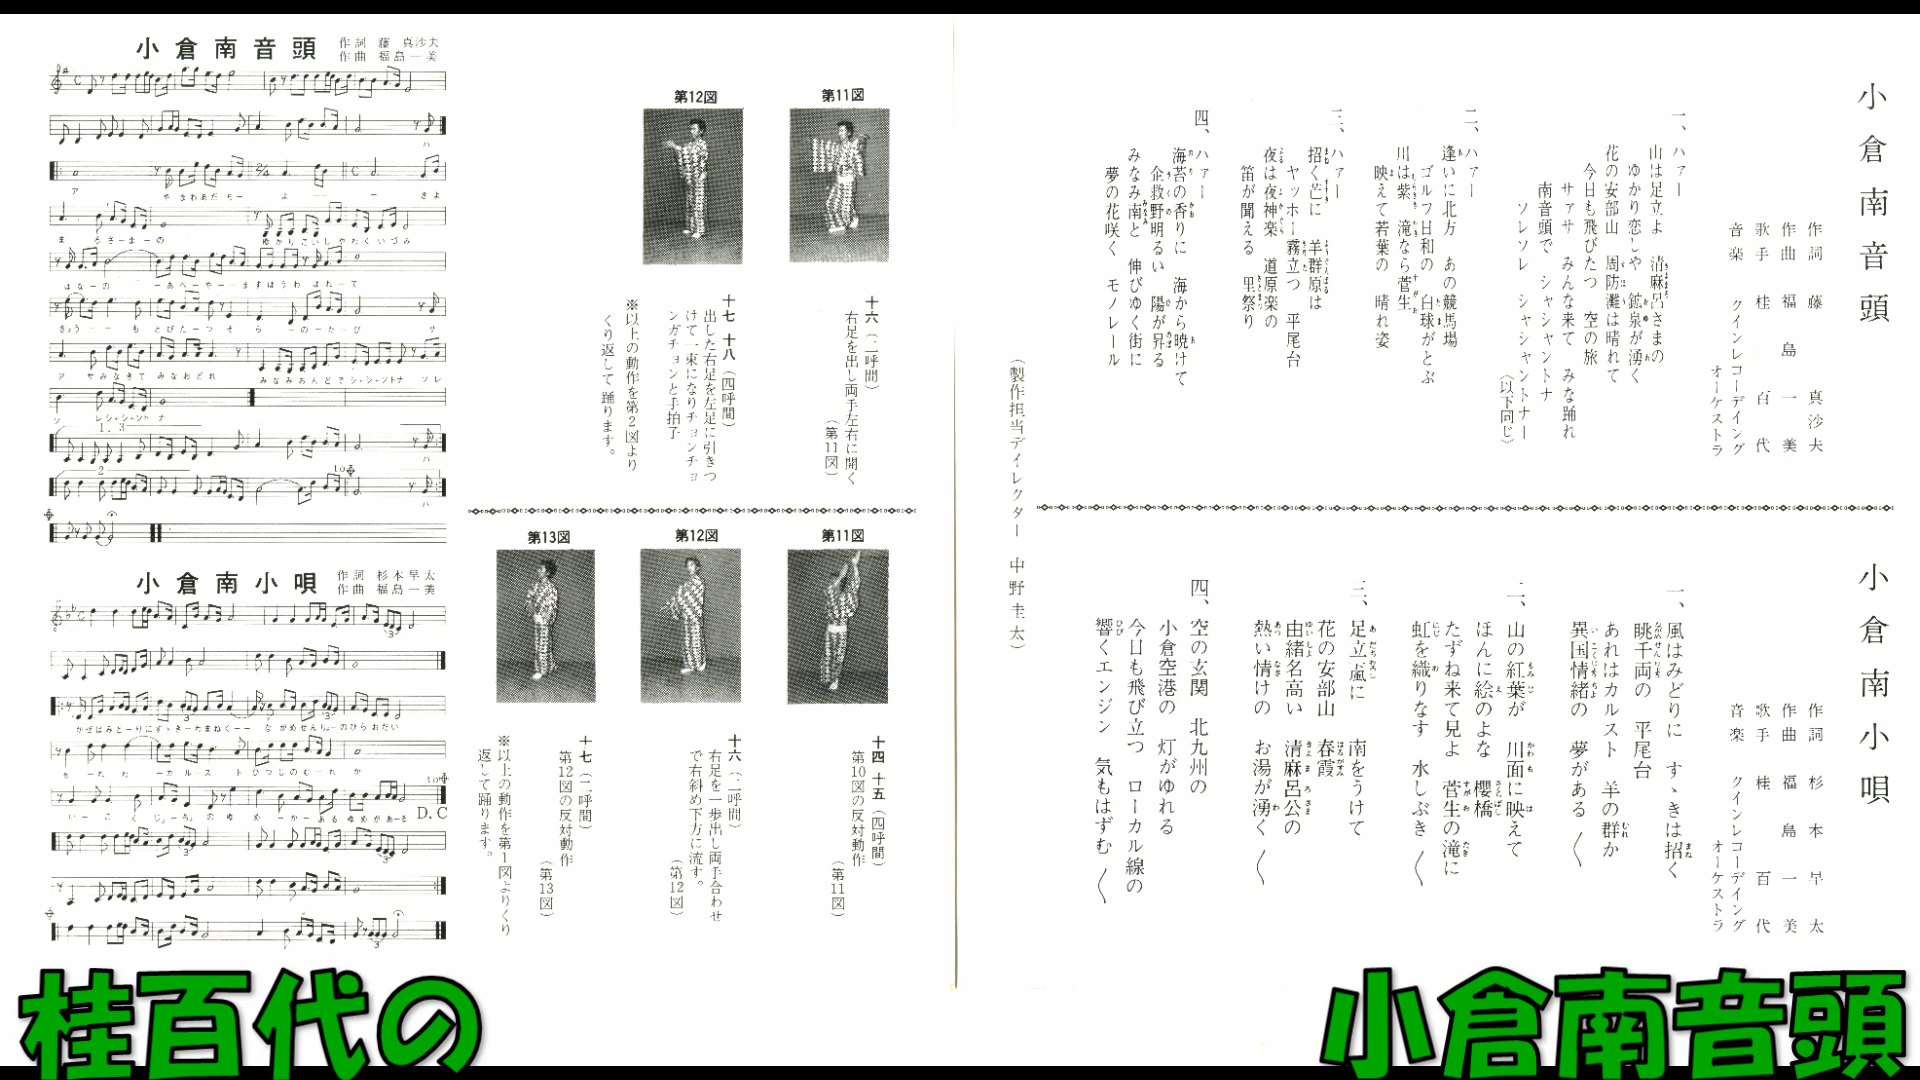 小倉南音頭
作詞 藤真沙夫
作曲 福島一美
歌手 桂百代
音楽 クインレコーディングオーケストラ
一、ハァー
山は足立よ 清麻呂さまの
ゆかり恋しや 鉱泉が湧く
花の安部山 周防灘は晴れて
今日も飛びたつ 空の旅
サァサ みんな来て みな踊れ
南音頭で シャシャントナ
ソレソレ シャシャントナー
(以下同じ)
二、ハァー
逢いに北方 あの競馬場
ゴルフ日和の 白球がとぶ
川は紫 滝なら菅生
映えて若葉の 晴れ姿
三、ハァー
招く芒に 羊群原は
ヤッホー霧立つ 平尾台
夜は夜神楽 道原楽の
笛が聞える 里祭り
四、ハァー
海苔の香りに 海から暁けて
企救野明るい 陽が昇る
みなみ南と 伸びゆく街に
夢の花咲く モノレール
小倉南小唄
作詞 杉本早太
作曲 福島一美
歌手 桂百代
音楽 クインレコーディングオーケストラ
一、風はみどりに すゝきは招く
眺千両の 平尾台
あれはカルスト 羊の群か
異国情緒の 夢がある 〱
二、山の紅葉が 川面に映えて
ほんに絵のよな 櫻橋
たずね来て見よ 菅生の滝に
虹を織りなす 水しぶき 〱
三、足立嵐に 南をうけて
花の安部山 春霞
由緒名高い 清麻呂公の
熱い情けの お湯が湧く 〱
四、空の玄関 北九州の
小倉空港の 灯がゆれる
今日も飛び立つ ローカル線の
響くエンジン 気もはずむ 〱
(製作担当ディレクター 中野圭太)
第11図
第12図
十六(二呼間)
右足を出し両手左右に開く
(第11図)
十七 十八(四呼間)
出した右足を左足に引きつ
けて一束になりチョンチョ
ンガチョンと手拍子
※以上の動作を第2図より
くり返して踊ります。
第11図
第12図
第13図
十四 十五(四呼間)
第10図の反対動作
(第11図)
十六(二呼間)
右足を一歩出し両手合わせ
で右斜め下方に流す。
(第12図)
十七(二呼間)
第12図の反対動作
(第13図)
※以上の動作を第1図よりくり
返して踊ります。
小倉南音頭
作詞 藤 真沙夫
作曲 福島一美
小倉南小唄
作詞 杉本早太
作曲 福島一美
D.C
桂百代の
小倉南音頭